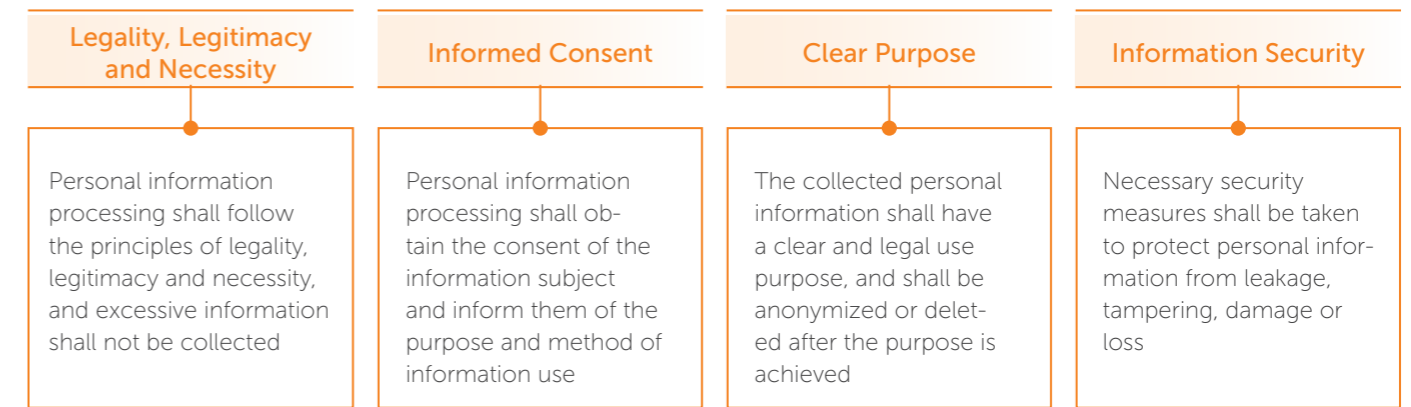 Legality, Legitimacy
and Necessity
Personal information
processing shall follow
the principles of legality,
legitimacy and necessity,
and excessive information
shall not be collected
Informed Consent
Personal information
processing shall ob-
tain the consent of the
information subject
and inform them of the
purpose and method of
information use
Clear Purpose
The collected personal
information shall have
a clear and legal use
purpose, and shall be
anonymized or delet-
ed after the purpose is
achieved
Information Security
Necessary security
measures shall be taken
to protect personal infor-
mation from leakage,
tampering, damage or
loss